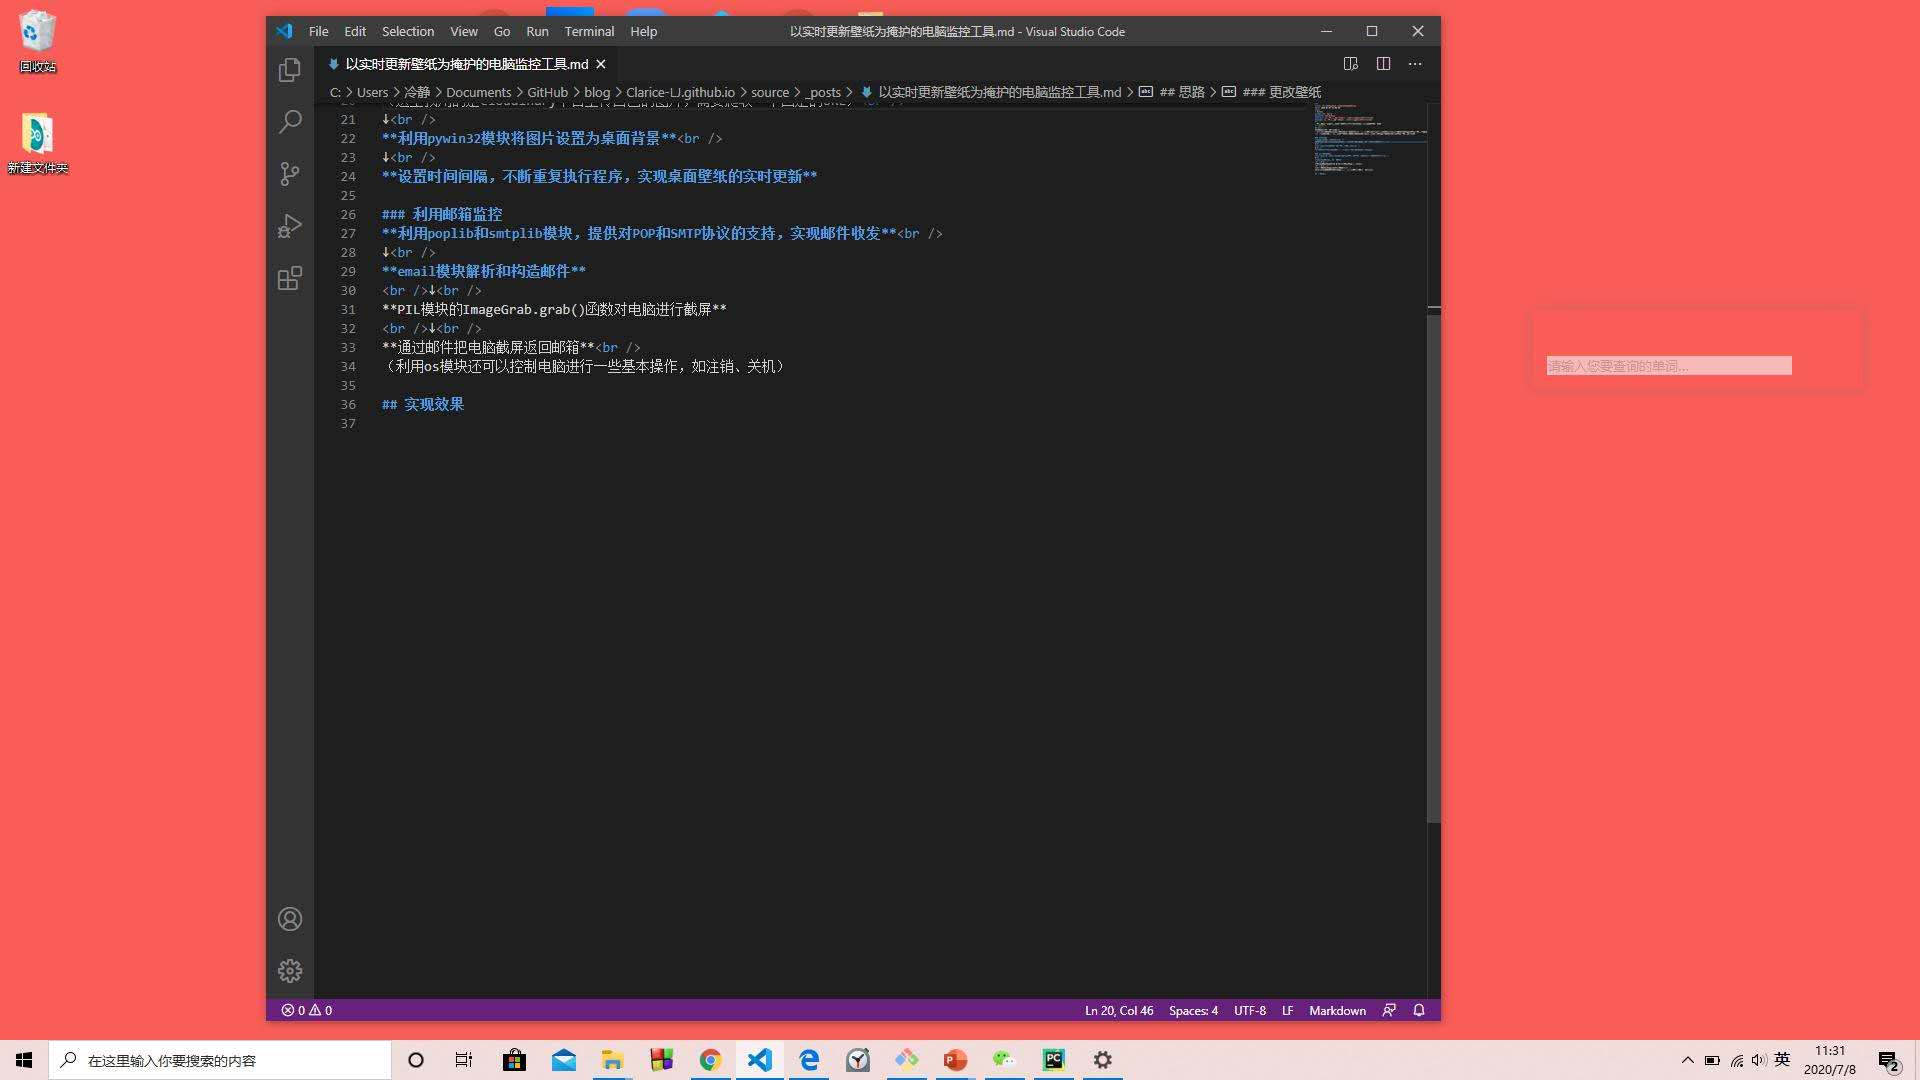 回收站
新建文件夹
File Edit Selection View Go Run Terminal Help
以实时更新壁纸为掩护的电脑监控工具.md - Visual Studio Code
以实时更新壁纸为掩护的电脑监控工具.md
C: > Users > 冷静 > Documents > GitHub > blog > Clarice-LJ.github.io > source > _posts > 以实时更新壁纸为掩护的电脑监控工具.md > ## 思路 > ### 更改壁纸
21 ↓<br />
22 **利用pywin32模块将图片设置为桌面背景**<br />
23 ↓<br />
24 **设置时间间隔，不断重复执行程序，实现桌面壁纸的实时更新**
25
26 ### 利用邮箱监控
27 **利用poplib和smtplib模块，提供对POP和SMTP协议的支持，实现邮件收发**<br />
28 ↓<br />
29 **email模块解析和构造邮件**
30 <br />↓<br />
31 **PIL模块的ImageGrab.grab()函数对电脑进行截屏**
32 <br />↓<br />
33 **通过邮件把电脑截屏返回邮箱**<br />
34 （利用os模块还可以控制电脑进行一些基本操作，如注销、关机）
35
36 ## 实现效果
37
请输入您要查询的单词...
0 0
Ln 20, Col 46 Spaces: 4 UTF-8 LF Markdown
在这里输入你要搜索的内容
英
11:31
2020/7/8
2